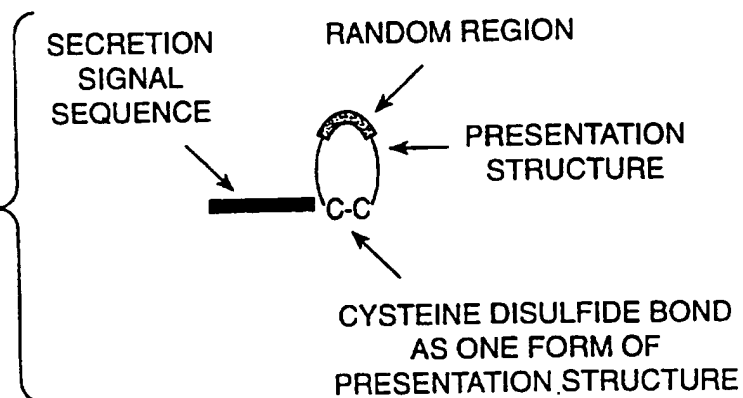 SECRETION
SIGNAL
SEQUENCE
RANDOM REGION
PRESENTATION
STRUCTURE
C-C
CYSTEINE DISULFIDE BOND
AS ONE FORM OF
PRESENTATION STRUCTURE